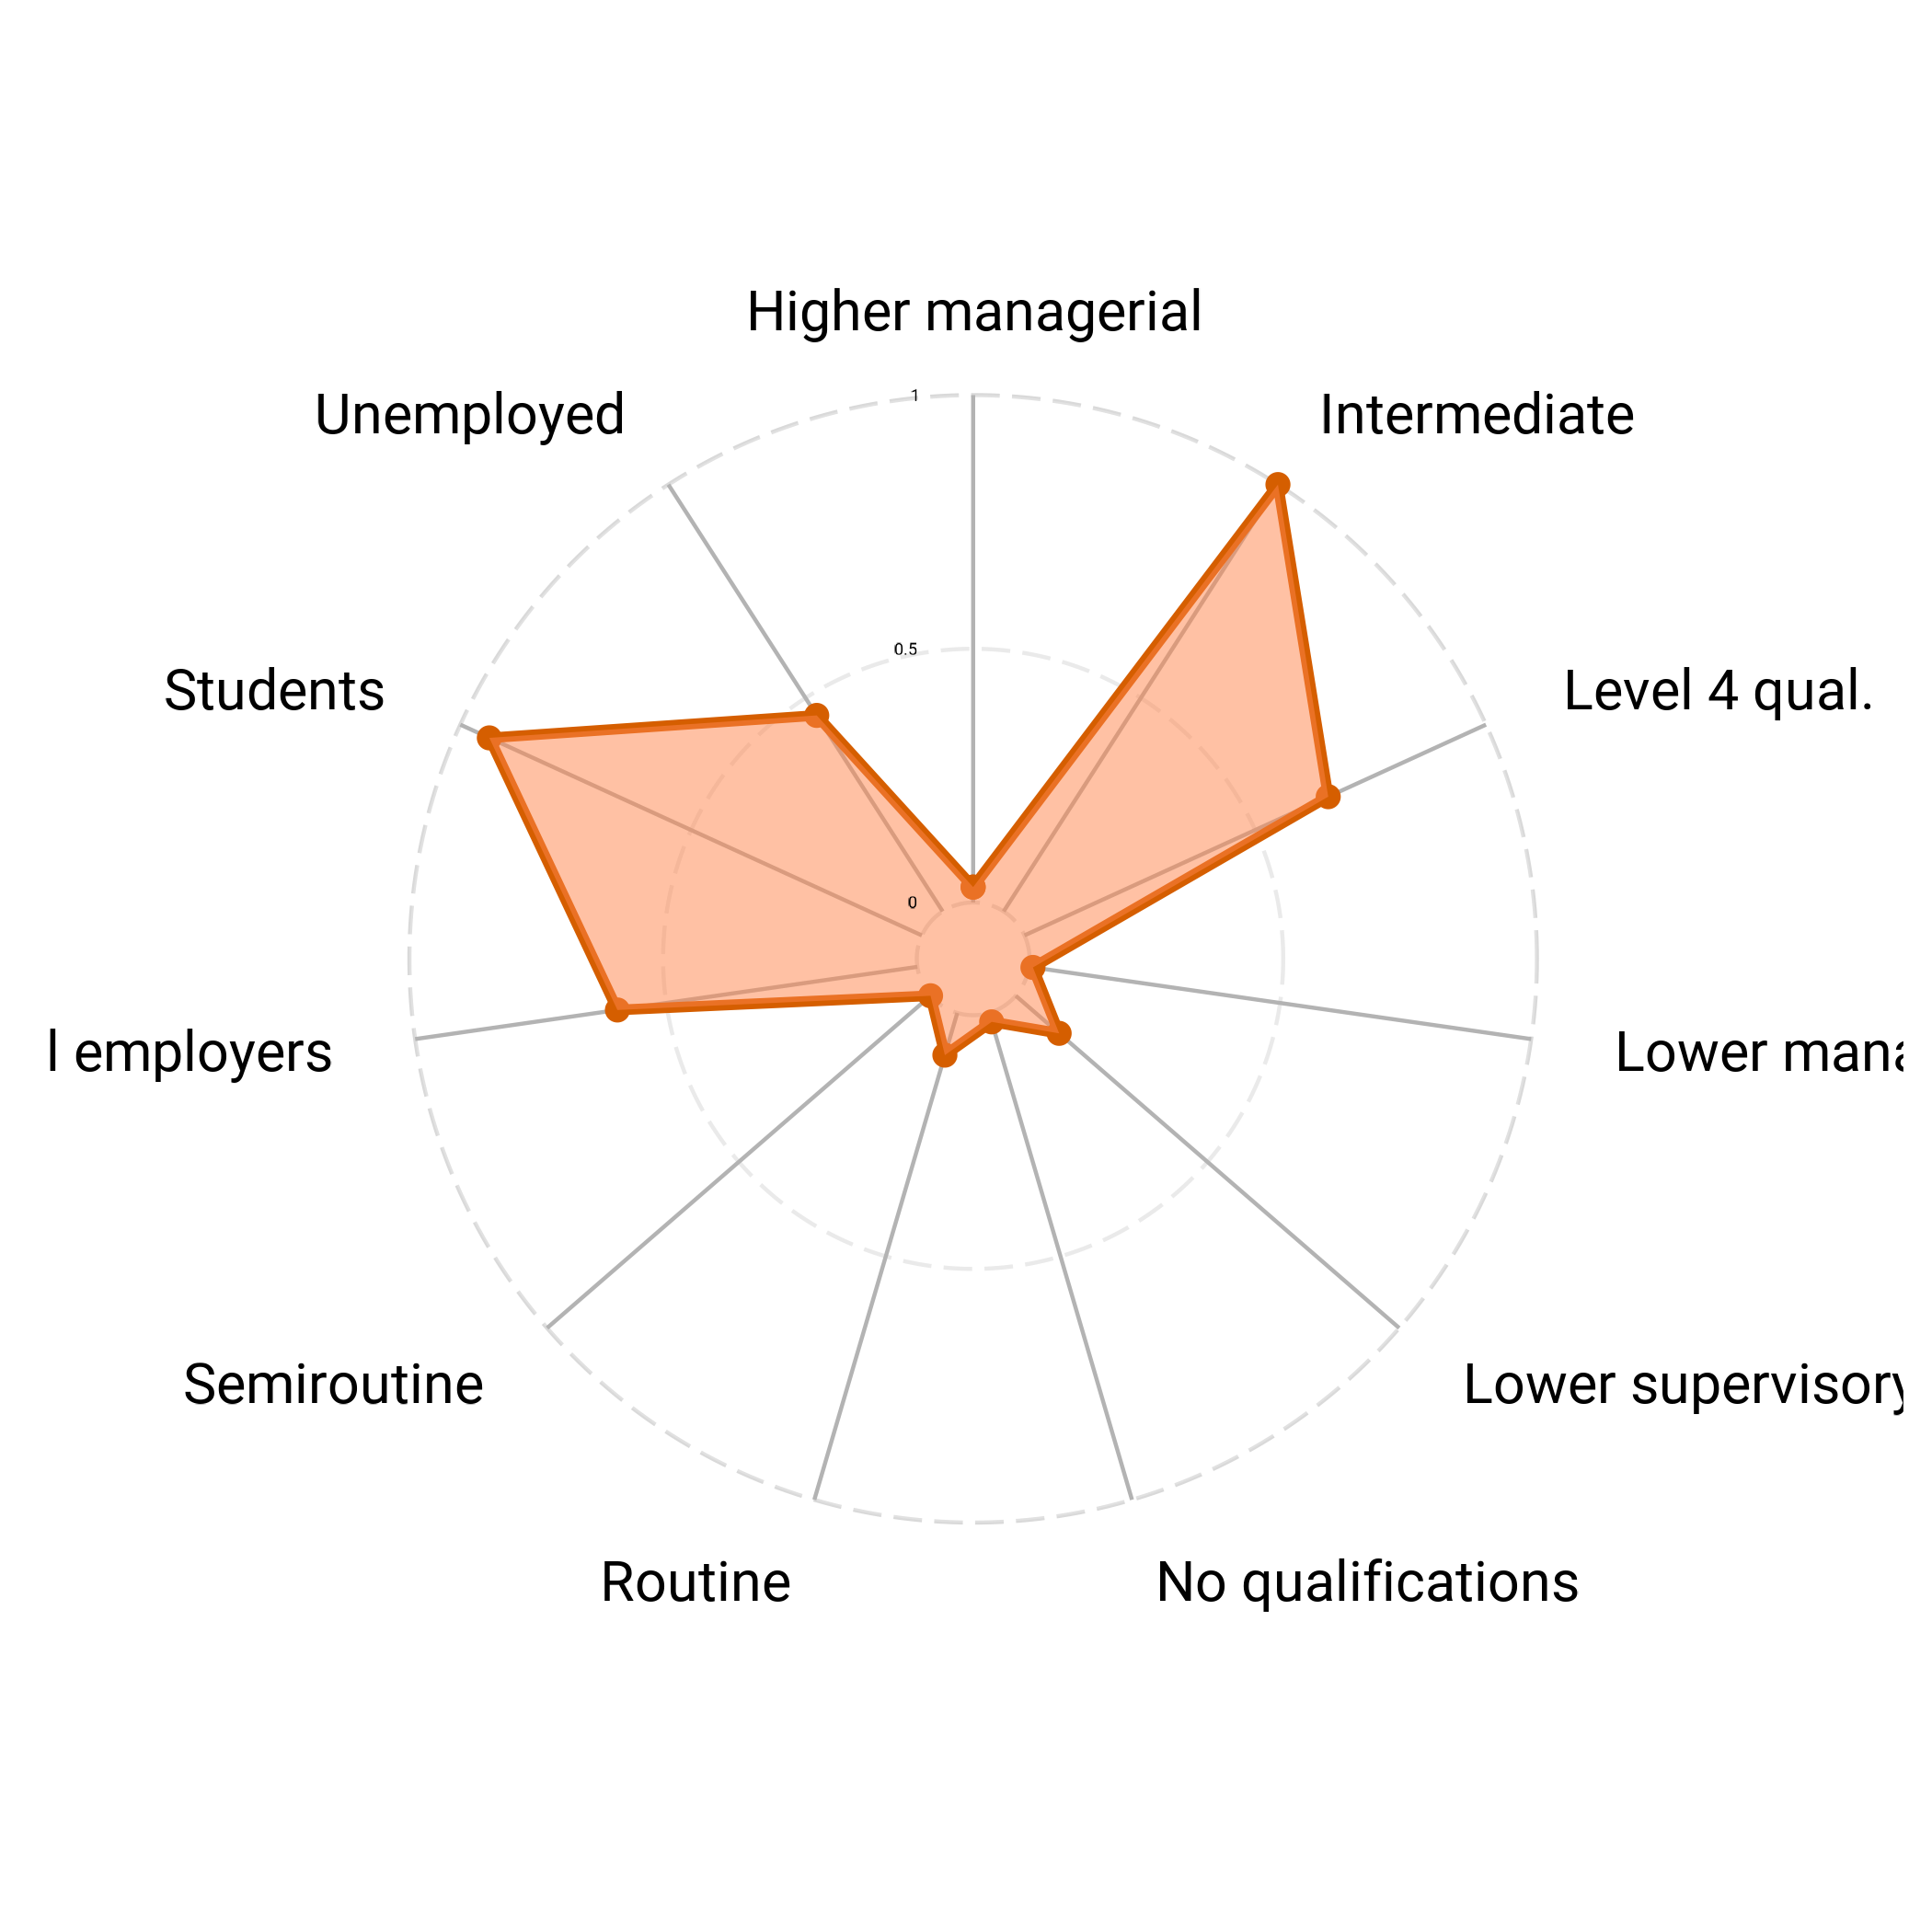 Higher managerial
Unemployed
1
Intermediate
0.5
Students
Level 4 qual.
0
l employers
Lower mana
Semiroutine
Lower supervisory
Routine
No qualifications